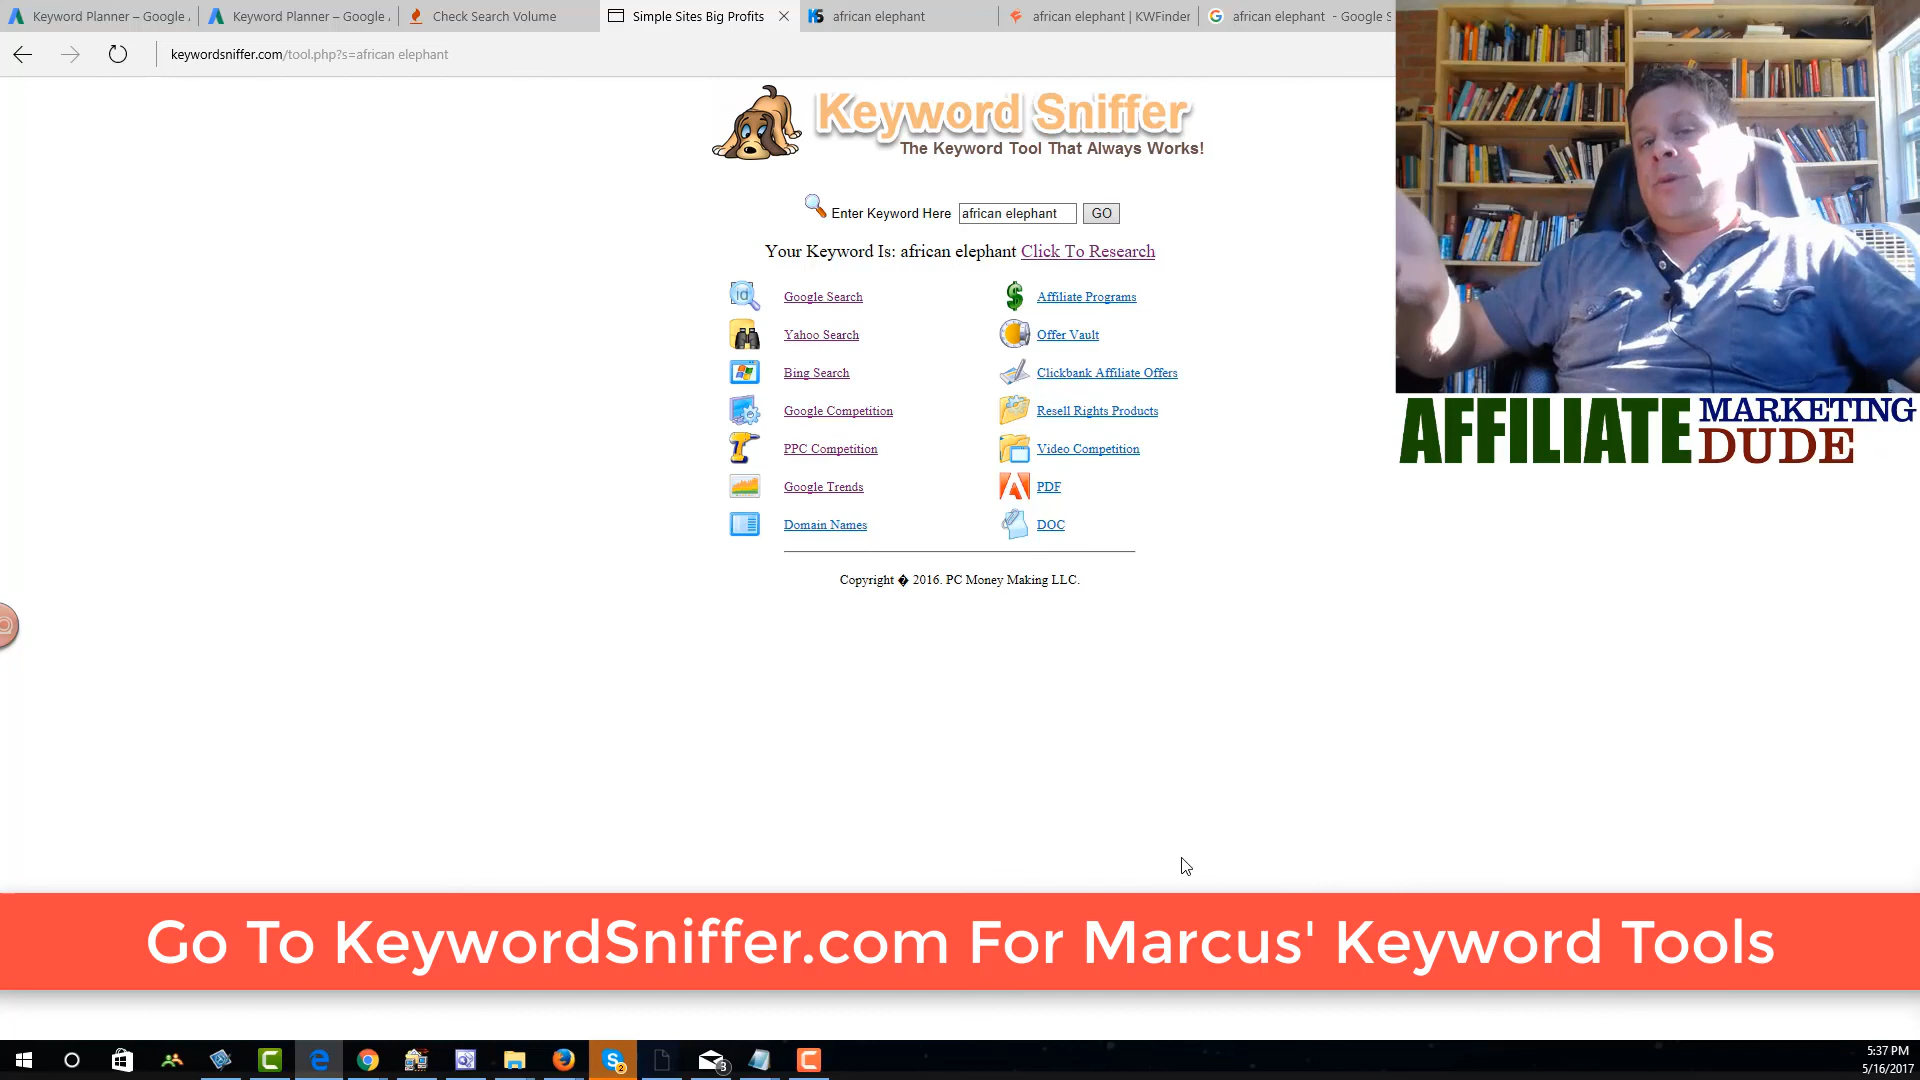 Keyword Planner – Google
Keyword Planner – Google
Check Search Volume
Simple Sites Big Profits
african elephant
african elephant | KWFinder
african elephant - Google S
keywordsniffer.com/tool.php?s=african elephant
Keyword Sniffer
The Keyword Tool That Always Works!
Enter Keyword Here
african elephant
GO
Your Keyword Is: african elephant Click To Research
Google Search
Affiliate Programs
Yahoo Search
Offer Vault
Bing Search
Clickbank Affiliate Offers
Google Competition
Resell Rights Products
PPC Competition
Video Competition
Google Trends
PDF
Domain Names
DOC
Copyright � 2016. PC Money Making LLC.
AFFILIATE MARKETING
DUDE
Go To KeywordSniffer.com For Marcus' Keyword Tools
2
3
5:37 PM
5/16/2017